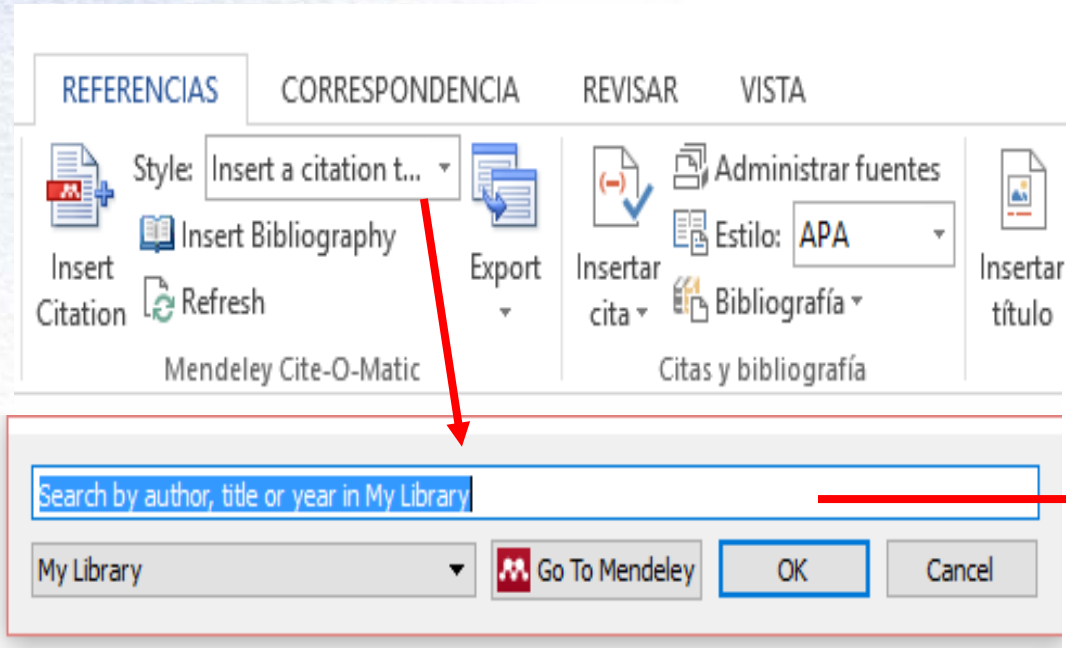 REFERENCIAS CORRESPONDENCIA REVISAR VISTA
Style: Insert a citation t...
Insert Bibliography
Refresh
Insert
Citation
Export
Mendeley Cite-O-Matic
Insertar
cita
Administrar fuentes
Estilo: APA
Bibliografía
Citas y bibliografía
Insertar
título
Search by author, title or year in My Library
My Library Go To Mendeley OK Cancel